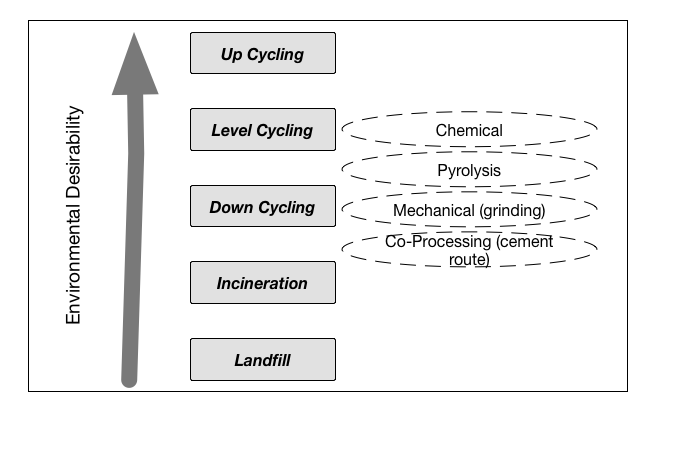 Environmental Desirability
Up Cycling
Level Cycling
Chemical
Pyrolysis
Down Cycling
Mechanical (grinding)
Co-Processing (cement
route)
Incineration
Landfill